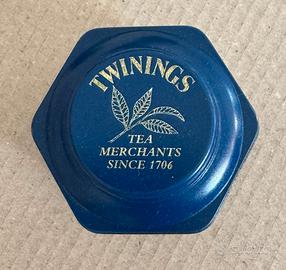 TWININGS
TEA
MERCHANTS
SINCE 1706